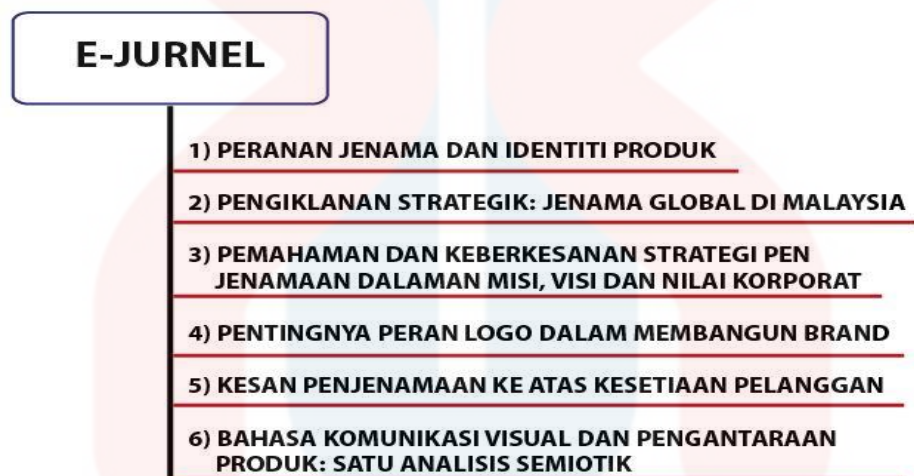 E-JURNEL
1) PERANAN JENAMA DAN IDENTITI PRODUK
2) PENGIKLANAN STRATEGIK: JENAMA GLOBAL DI MALAYSIA
3) PEMAHAMAN DAN KEBERKESANAN STRATEGI PEN
JENAMAAN DALAMAN MISI, VISI DAN NILAI KORPORAT
4) PENTINGNYA PERAN LOGO DALAM MEMBANGUN BRAND
5) KESAN PENJENAMAAN KE ATAS KESETIAAN PELANGGAN
6) BAHASA KOMUNIKASI VISUAL DAN PENGANTARAAN
PRODUK: SATU ANALISIS SEMIOTIK